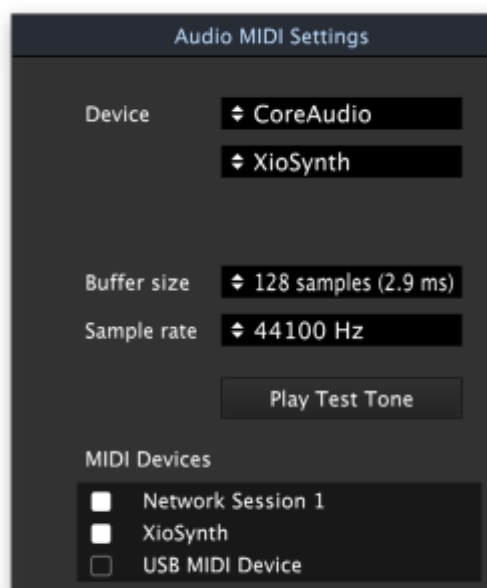 Audio MIDI Settings
Device CoreAudio
XioSynth
Buffer size 128 samples (2.9 ms)
Sample rate 44100 Hz
Play Test Tone
MIDI Devices
Network Session 1
XioSynth
USB MIDI Device